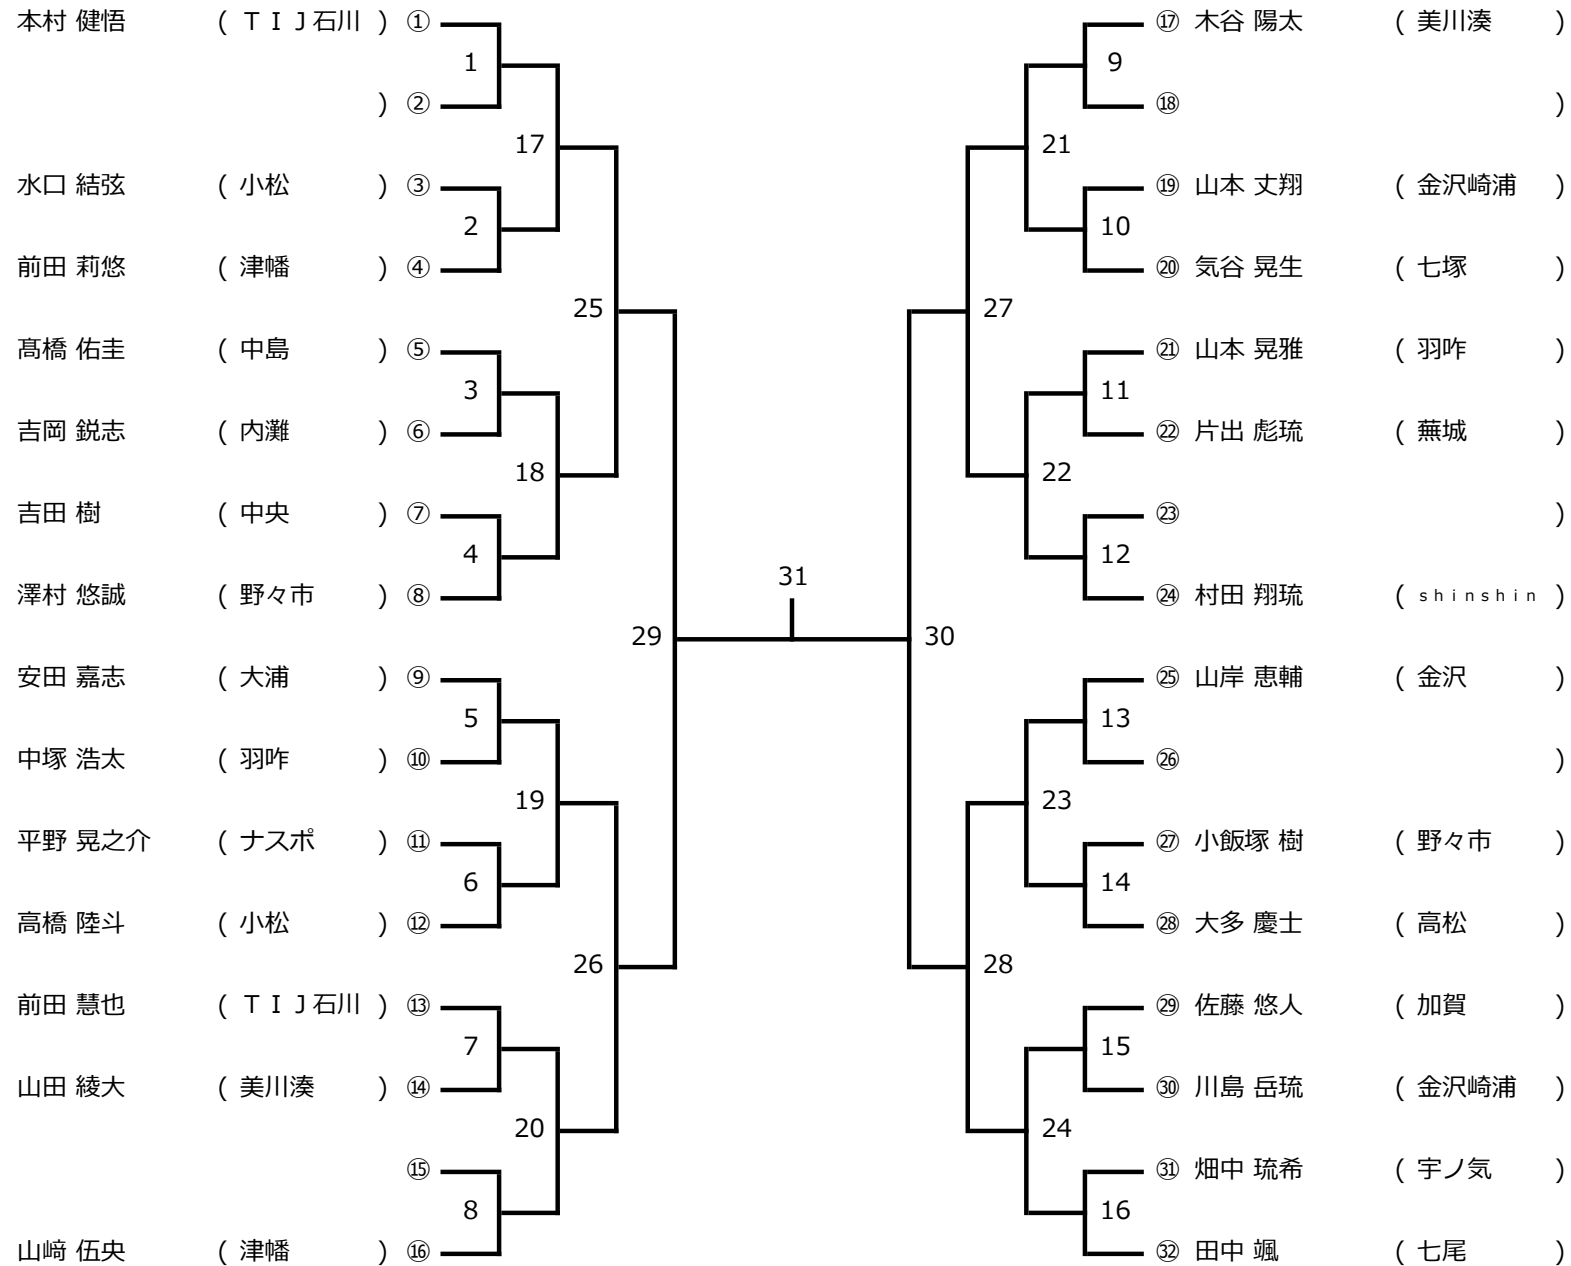 本村 健悟 ( ＴＩＪ石川 ) ①
1
) ②
17
水口 結弦 ( 小松 ) ③
2
前田 莉悠 ( 津幡 ) ④
25
髙橋 佑圭 ( 中島 ) ⑤
3
吉岡 鋭志 ( 内灘 ) ⑥
18
吉田 樹 ( 中央 ) ⑦
4
澤村 悠誠 ( 野々市 ) ⑧
29
安田 嘉志 ( 大浦 ) ⑨
5
中塚 浩太 ( 羽咋 ) ⑩
19
平野 晃之介 ( ナスポ ) ⑪
6
高橋 陸斗 ( 小松 ) ⑫
26
前田 慧也 ( ＴＩＪ石川 ) ⑬
7
山田 綾大 ( 美川湊 ) ⑭
20
⑮
8
山﨑 伍央 ( 津幡 ) ⑯
31
⑰ 木谷 陽太 ( 美川湊 )
9
⑱ )
21
⑲ 山本 丈翔 ( 金沢崎浦 )
10
⑳ 気谷 晃生 ( 七塚 )
27
㉑ 山本 晃雅 ( 羽咋 )
11
㉒ 片出 彪琉 ( 蕪城 )
22
㉓ )
12
㉔ 村田 翔琉 ( ｓｈｉｎｓｈｉｎ )
30
㉕ 山岸 恵輔 ( 金沢 )
13
㉖ )
23
㉗ 小飯塚 樹 ( 野々市 )
14
㉘ 大多 慶士 ( 高松 )
28
㉙ 佐藤 悠人 ( 加賀 )
15
㉚ 川島 岳琉 ( 金沢崎浦 )
24
㉛ 畑中 琉希 ( 宇ノ気 )
16
㉜ 田中 颯 ( 七尾 )